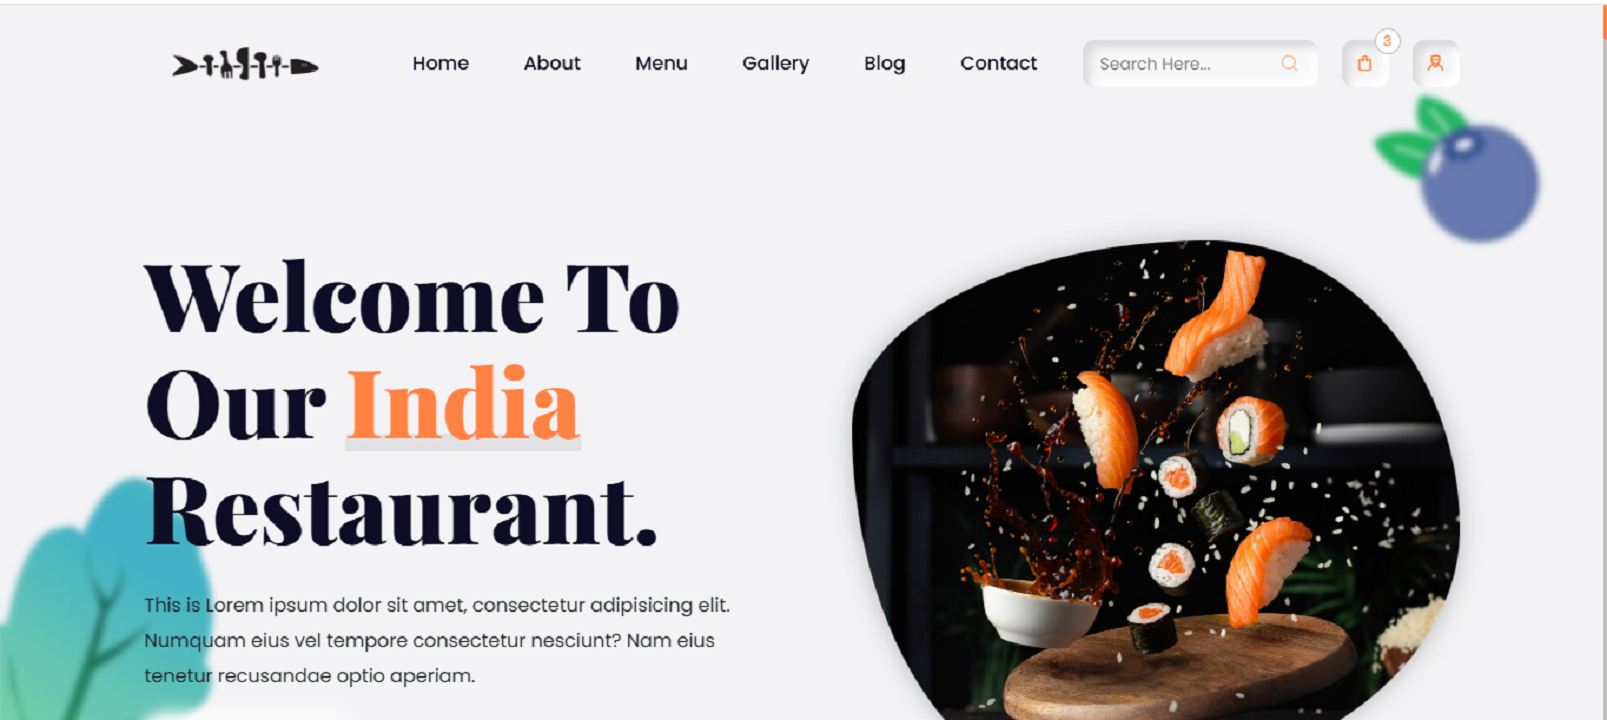 Home About Menu Gallery Blog Contact Search Here... 3
Welcome To
Our India
Restaurant.
This is Lorem ipsum dolor sit amet, consectetur adipisicing elit.
Numquam eius vel tempore consectetur nesciunt? Nam eius
tenetur recusandae optio aperiam.